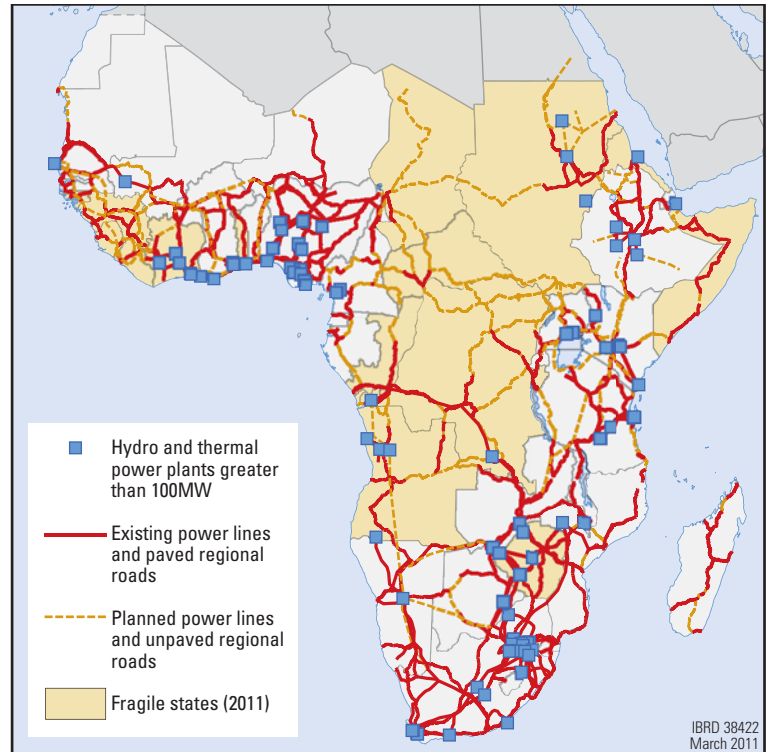 Hydro and thermal
power plants greater
than 100MW
Existing power lines
and paved regional
roads
Planned power lines
and unpaved regional
roads
Fragile states (2011)
IBRD 38422
March 2011